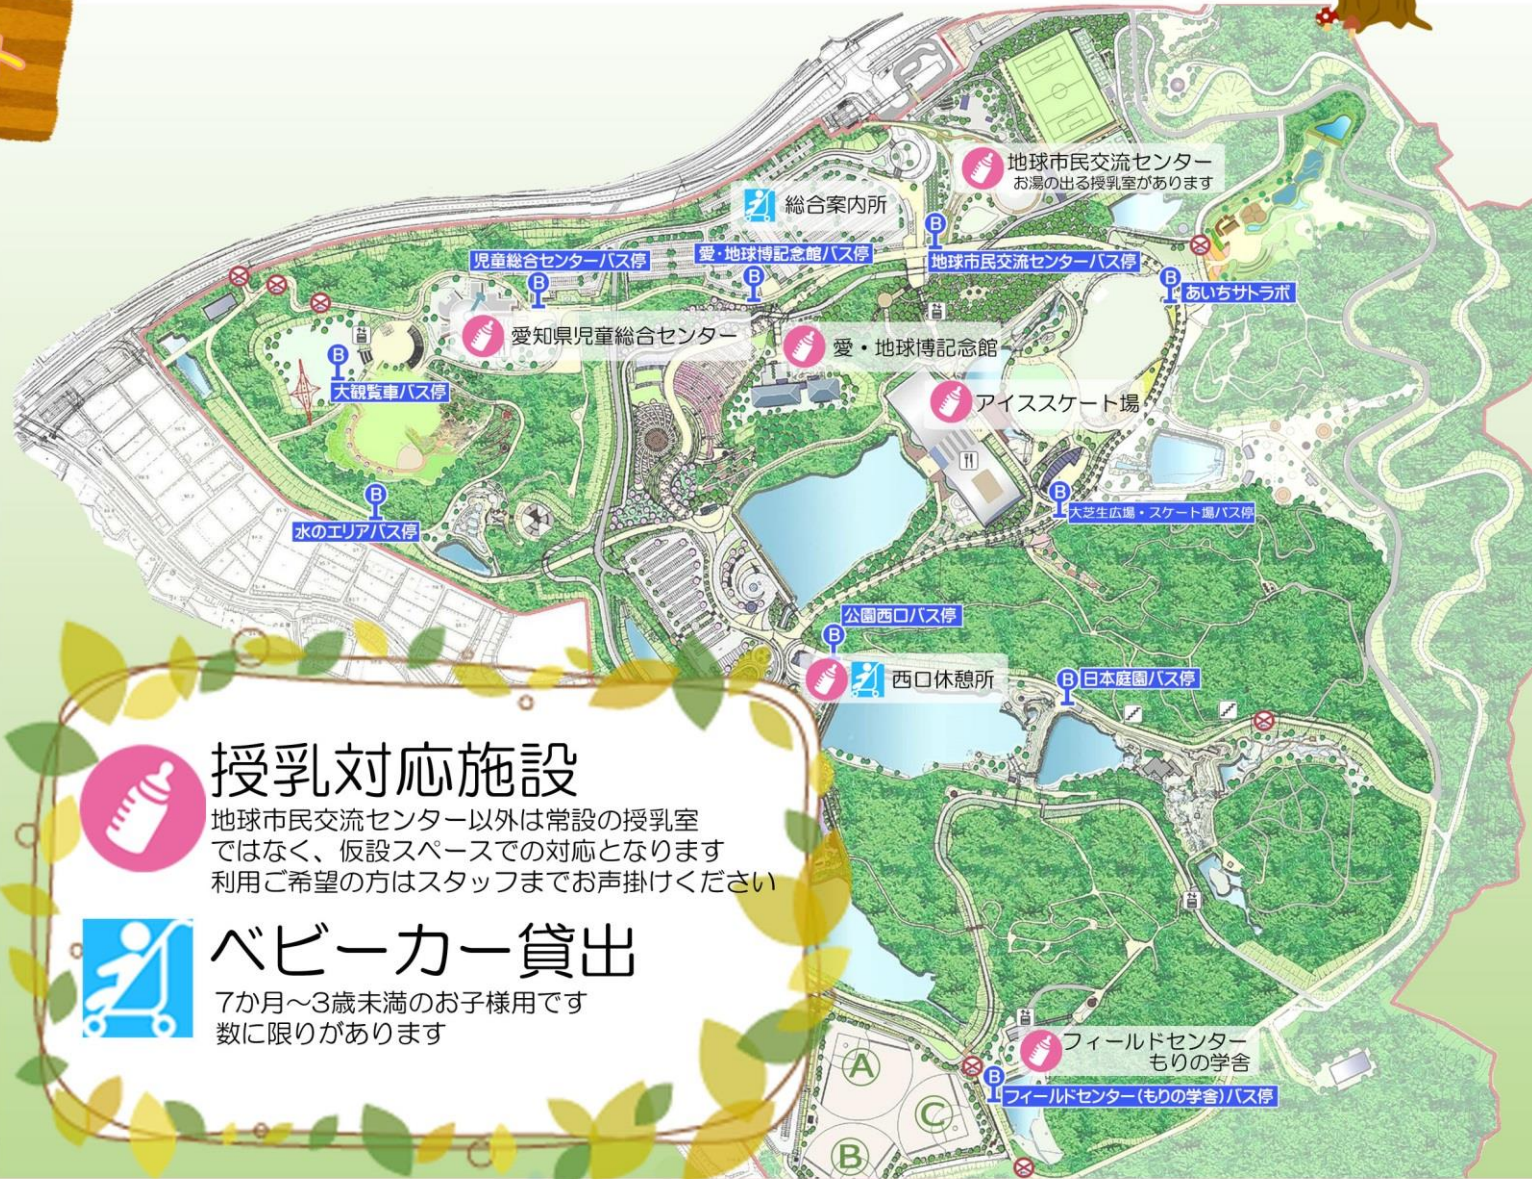 地球市民交流センター
お湯の出る授乳室があります
総合案内所
B
児童総合センターバス停
愛・地球博記念館バス停
地球市民交流センターバス停
B
B
B
あいちサトラボ
愛知県児童総合センター
愛・地球博記念館
B
大観覧車バス停
アイススケート場
B
水のエリアバス停
B
大芝生広場・スケート場バス停
公園西口バス停
B
西口休憩所
B
日本庭園バス停
授乳対応施設
地球市民交流センター以外は常設の授乳室
ではなく、仮設スペースでの対応となります
利用ご希望の方はスタッフまでお声掛けください
ベビーカー貸出
7か月~3歳未満のお子様用です
数に限りがあります
フィールドセンター
もりの学舎
B
フィールドセンター(もりの学舎)バス停
A
C
B